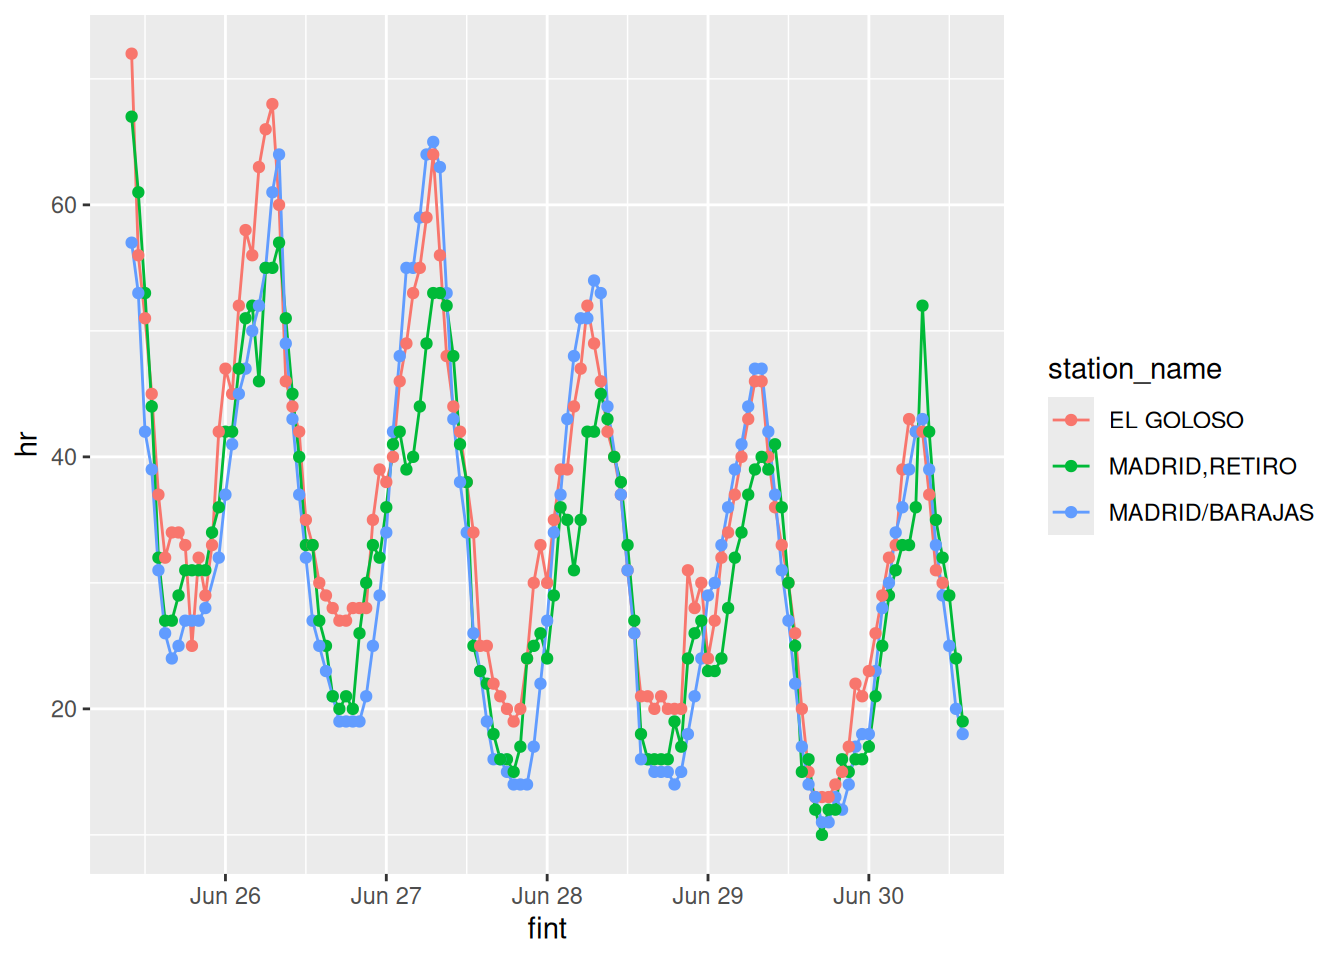 hr
60
40
20
Jun 26
Jun 27
Jun 28
Jun 29
Jun 30
fint
station_name
EL GOLOSO
MADRID,RETIRO
MADRID/BARAJAS